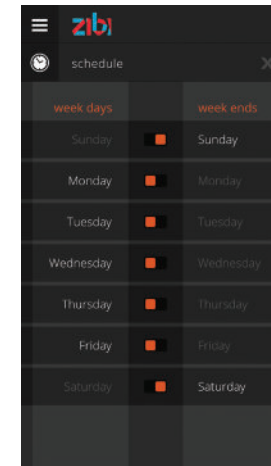 zibi
schedule
week days week ends
Sunday Sunday
Monday Monday
Tuesday Tuesday
Wednesday Wednesday
Thursday Thursday
Friday Friday
Saturday Saturday